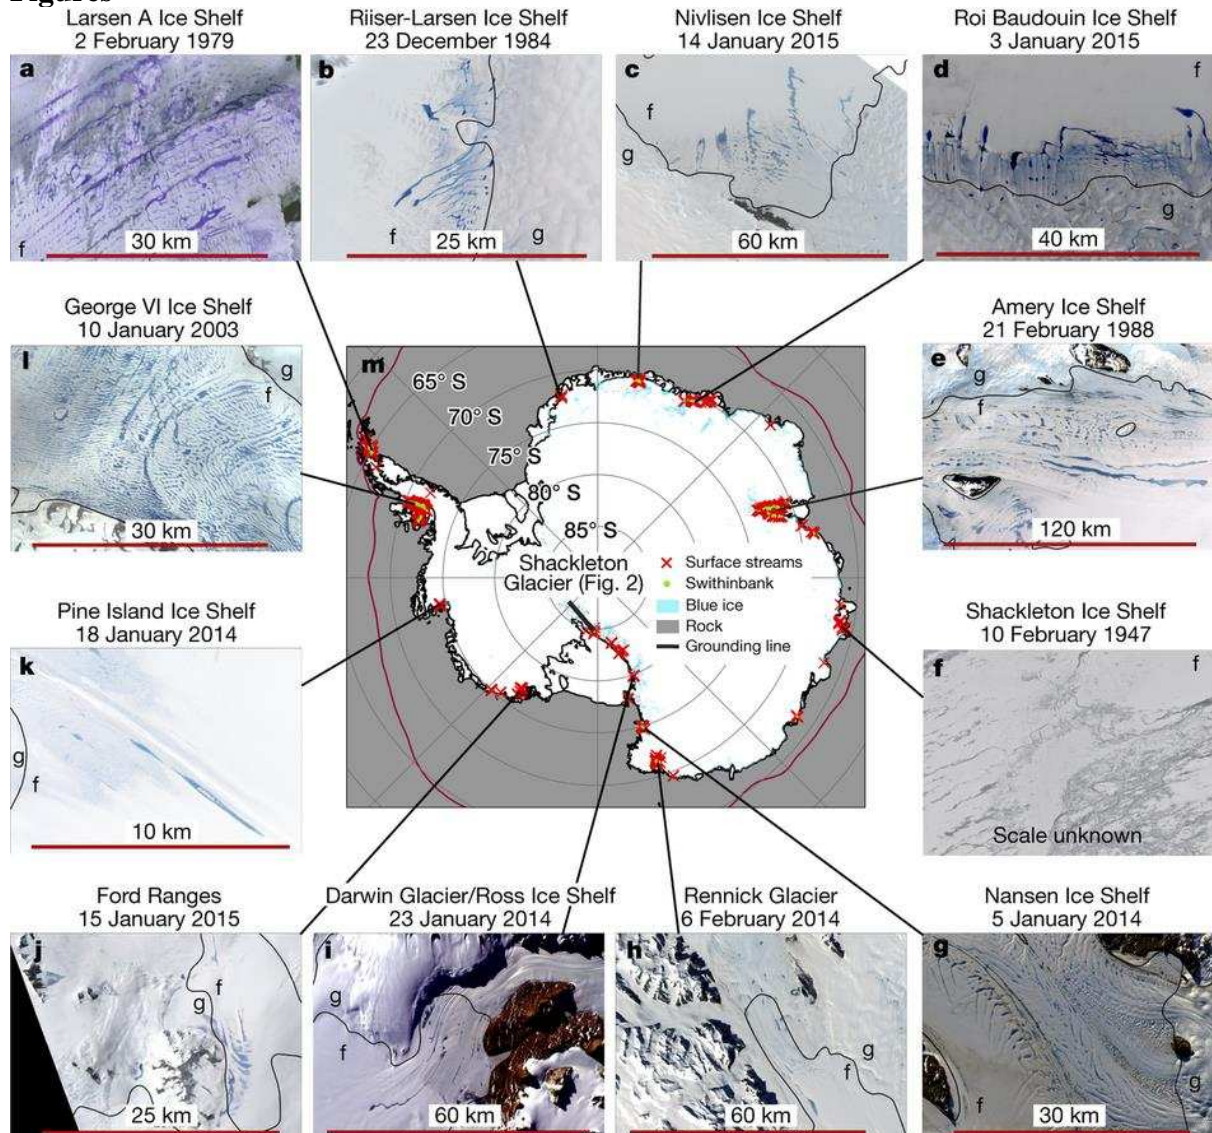 Figures
Larsen A Ice Shelf
2 February 1979
Riiser-Larsen Ice Shelf
23 December 1984
Nivlisen Ice Shelf
14 January 2015
Roi Baudouin Ice Shelf
3 January 2015
a
f
30 km
b
f
25 km
g
c
f
g
60 km
d
f
g
40 km
George VI Ice Shelf
10 January 2003
l
g
f
30 km
m
65° S
70° S
75° S
80° S
85° S
Shackleton
Glacier (Fig. 2)
Surface streams
Swithinbank
Blue ice
Rock
Grounding line
Amery Ice Shelf
21 February 1988
e
g
f
120 km
Pine Island Ice Shelf
18 January 2014
k
g
f
10 km
Shackleton Ice Shelf
10 February 1947
f
f
Scale unknown
Ford Ranges
15 January 2015
Darwin Glacier/Ross Ice Shelf
23 January 2014
Rennick Glacier
6 February 2014
Nansen Ice Shelf
5 January 2014
j
f
g
25 km
i
g
f
60 km
h
g
f
60 km
g
g
f
30 km